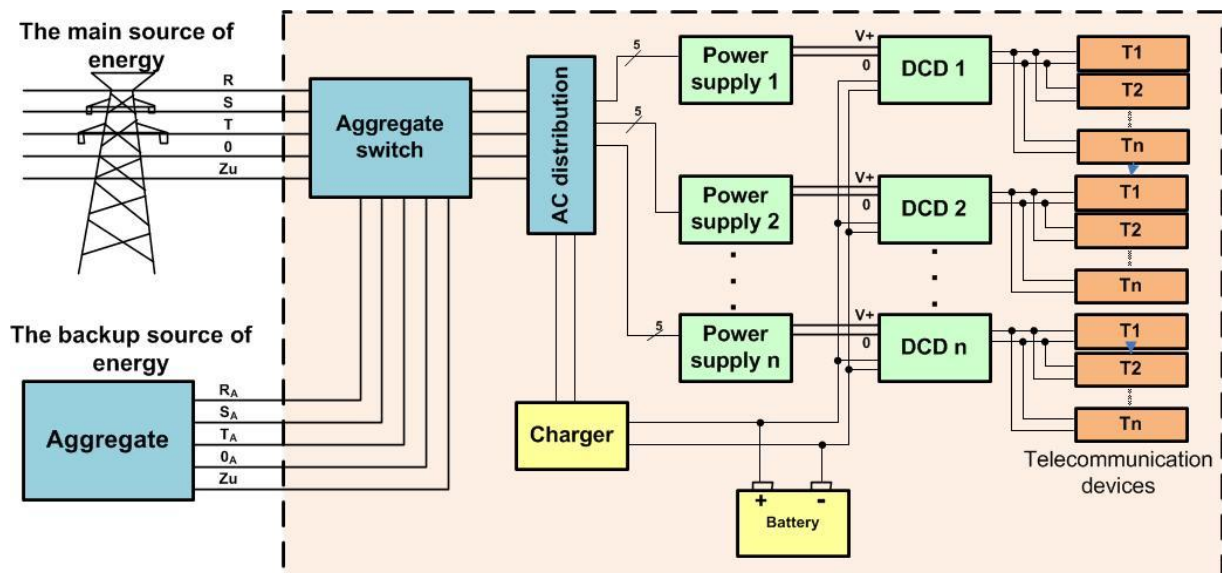 The main source of
energy
R
S
T
0
Zu
Aggregate
switch
AC distribution
5
5
5
Power
supply 1
V+
0
DCD 1
T1
T2
Tn
Power
supply 2
V+
0
DCD 2
T1
T2
Tn
Power
supply n
V+
0
DCD n
T1
T2
Tn
Telecommunication
devices
The backup source of
energy
Aggregate
RA
SA
TA
0A
Zu
Charger
+ -
Battery